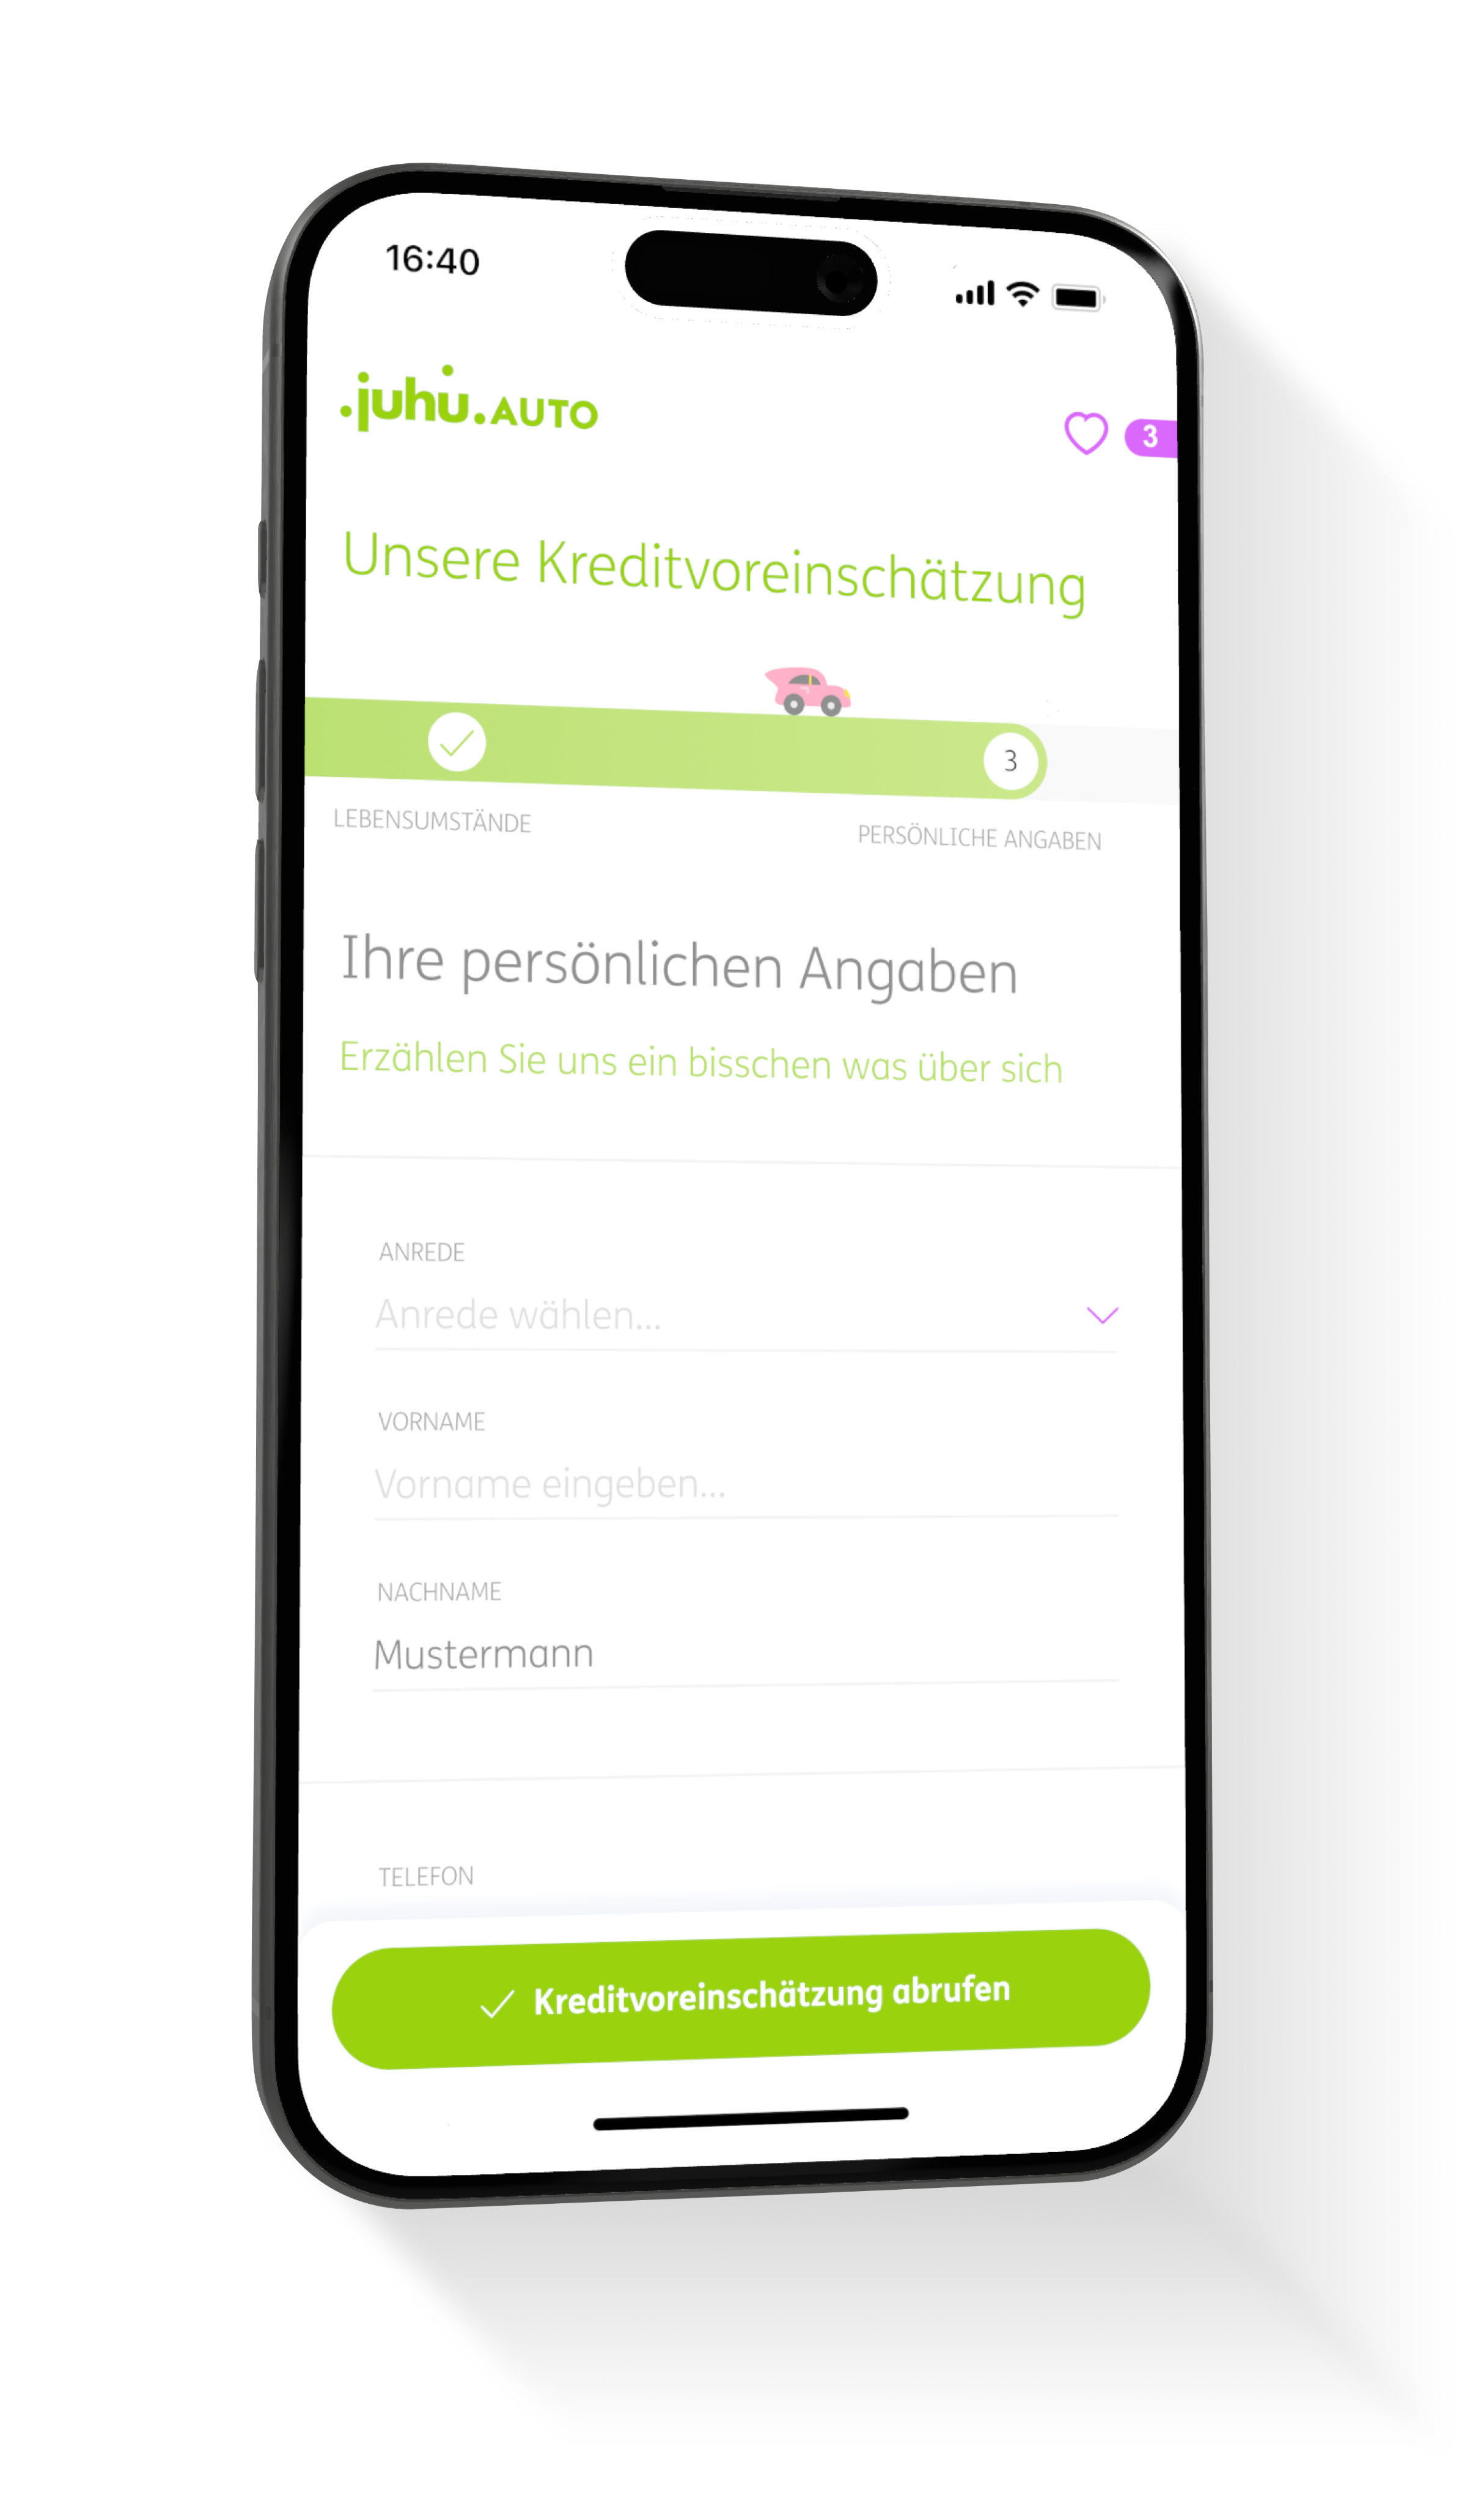 16:40
.juhu.AUTO
3
Unsere Kreditvoreinschätzung
3
LEBENSUMSTÄNDE
PERSÖNLICHE ANGABEN
Ihre persönlichen Angaben
Erzählen Sie uns ein bisschen was über sich
ANREDE
Anrede wählen...
VORNAME
Vorname eingeben...
NACHNAME
Mustermann
TELEFON
Kreditvoreinschätzung abrufen